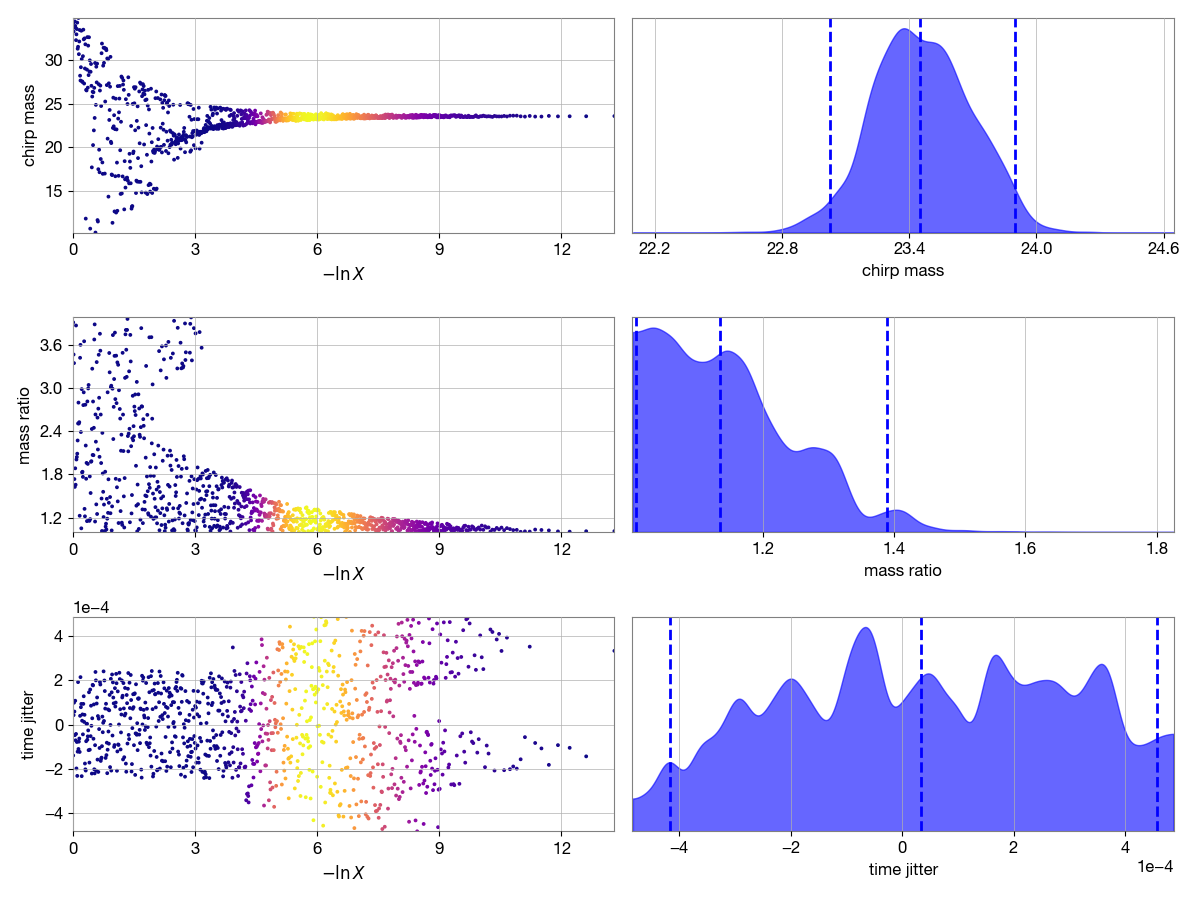 30
25
20
15
chirp mass
0 3 6 9 12
−ln X
22.2 22.8 23.4 24.0 24.6
chirp mass
3.6
3.0
2.4
1.8
1.2
mass ratio
0 3 6 9 12
−ln X
1.2 1.4 1.6 1.8
mass ratio
1e−4
4
2
0
−2
−4
time jitter
0 3 6 9 12
−ln X
−4 −2 0 2 4
1e−4
time jitter